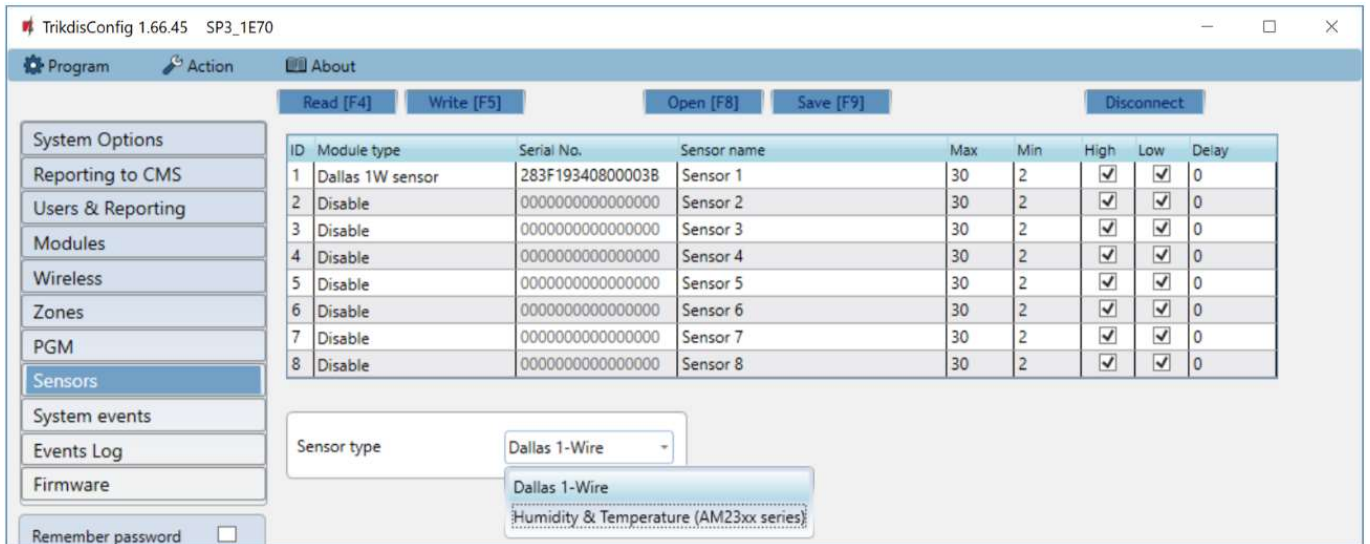 TrikdisConfig 1.66.45 SP3_1E70
Program Action About
Read [F4] Write [F5] Open [F8] Save [F9] Disconnect
System Options
Reporting to CMS
Users & Reporting
Modules
Wireless
Zones
PGM
Sensors
System events
Events Log
Firmware
Remember password
ID Module type Serial No. Sensor name Max Min High Low Delay
1 Dallas 1W sensor 283F19340800003B Sensor 1 30 2 0
2 Disable 0000000000000000 Sensor 2 30 2 0
3 Disable 0000000000000000 Sensor 3 30 2 0
4 Disable 0000000000000000 Sensor 4 30 2 0
5 Disable 0000000000000000 Sensor 5 30 2 0
6 Disable 0000000000000000 Sensor 6 30 2 0
7 Disable 0000000000000000 Sensor 7 30 2 0
8 Disable 0000000000000000 Sensor 8 30 2 0
Sensor type Dallas 1-Wire
Dallas 1-Wire
Humidity & Temperature (AM23xx series)